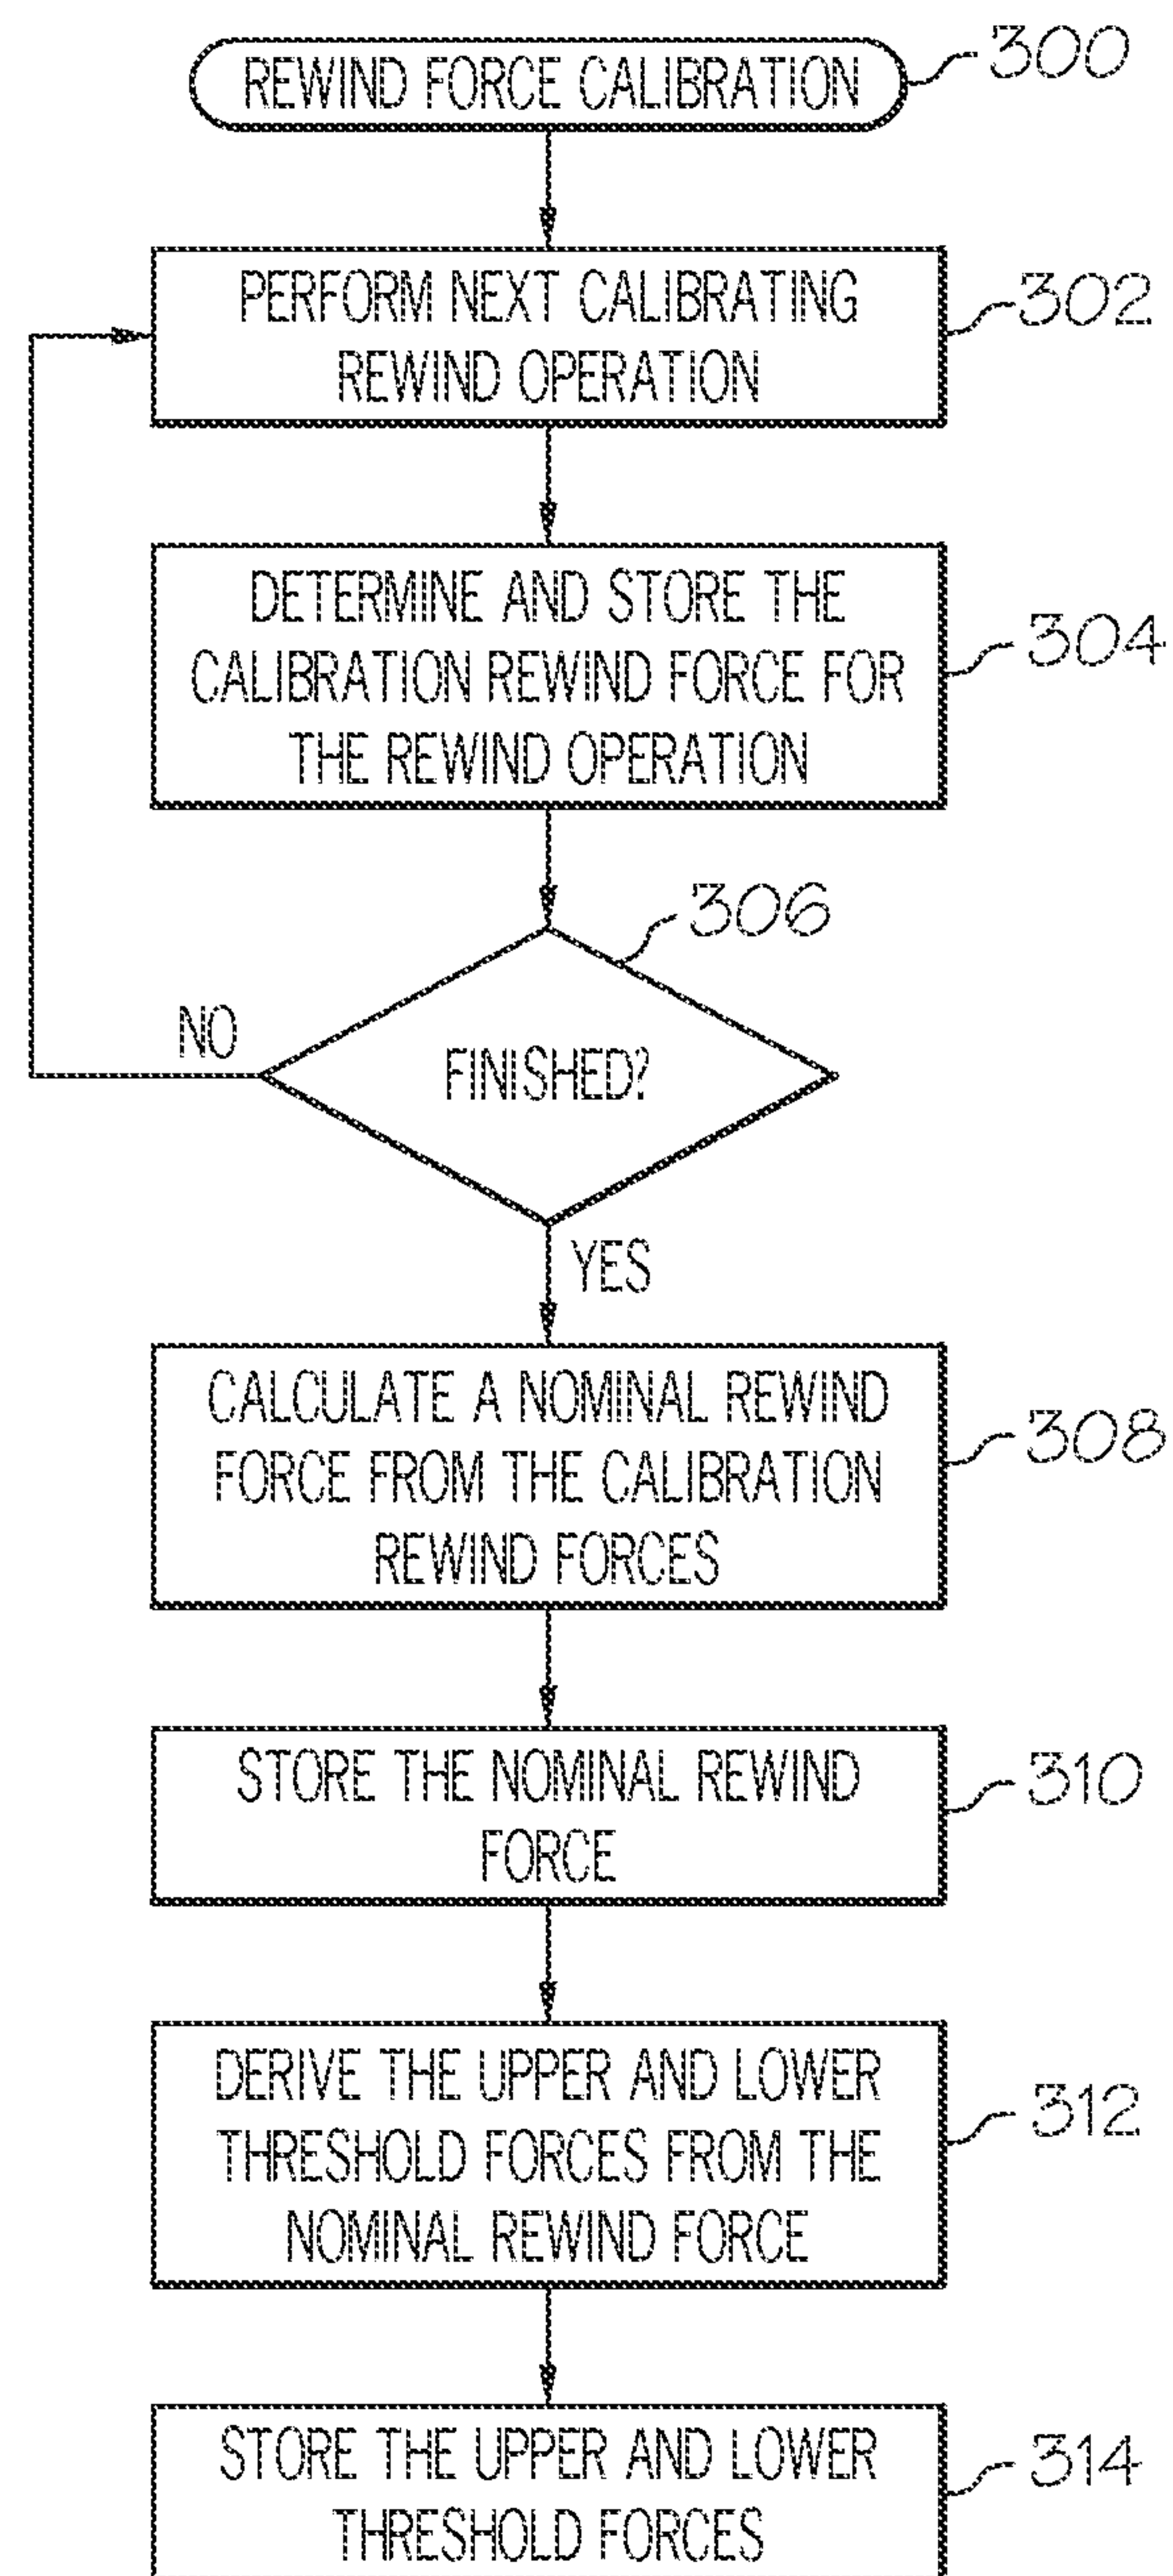 REWIND FORCE CALIBRATION
300
PERFORM NEXT CALIBRATING
REWIND OPERATION
302
DETERMINE AND STORE THE
CALIBRATION REWIND FORCE FOR
THE REWIND OPERATION
304
306
NO
FINISHED?
YES
CALCULATE A NOMINAL REWIND
FORCE FROM THE CALIBRATION
REWIND FORCES
308
STORE THE NOMINAL REWIND
FORCE
310
DERIVE THE UPPER AND LOWER
THRESHOLD FORCES FROM THE
NOMINAL REWIND FORCE
312
STORE THE UPPER AND LOWER
THRESHOLD FORCES
314